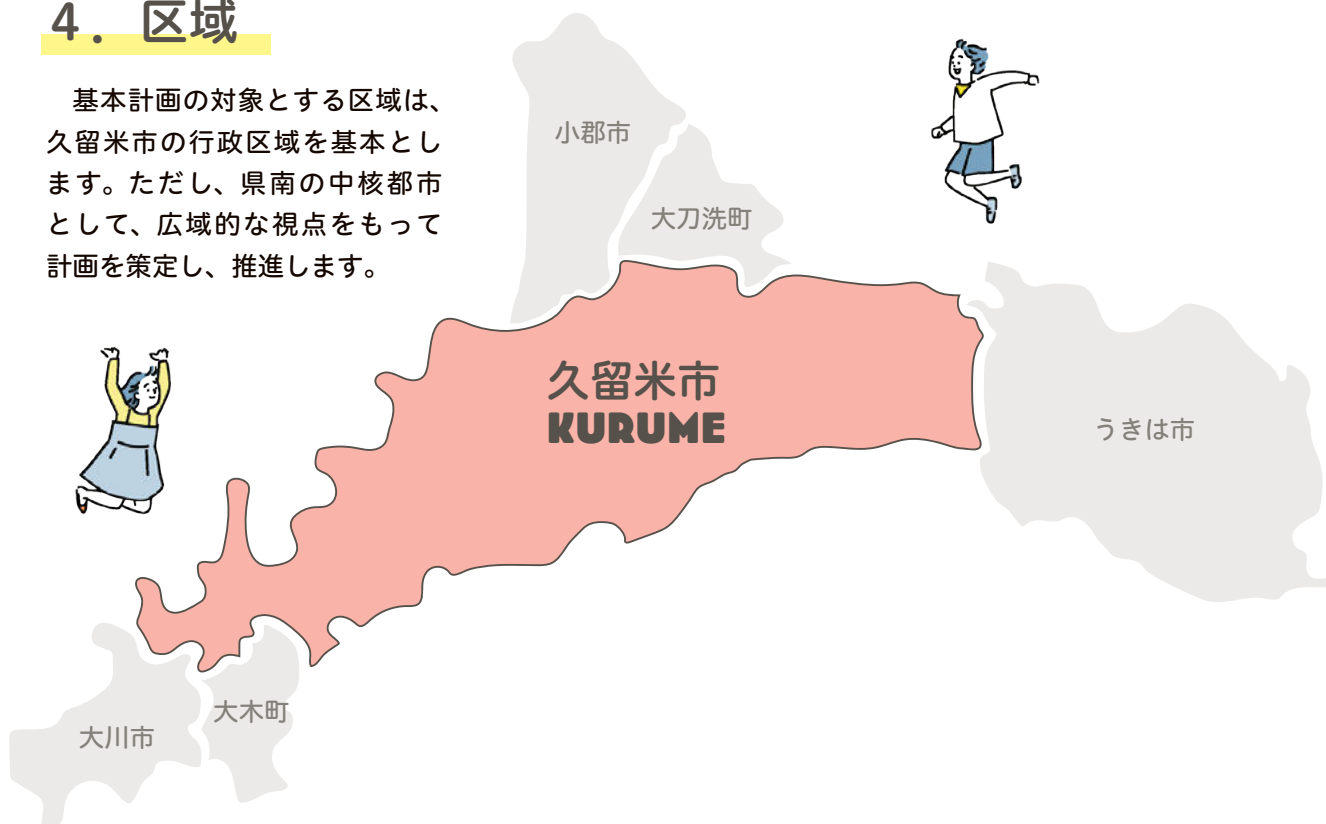 4．区域
　基本計画の対象とする区域は、
久留米市の行政区域を基本とし
ます。ただし、県南の中核都市
として、広域的な視点をもって
計画を策定し、推進します。
小郡市
大刀洗町
久留米市
KURUME
うきは市
大木町
大川市